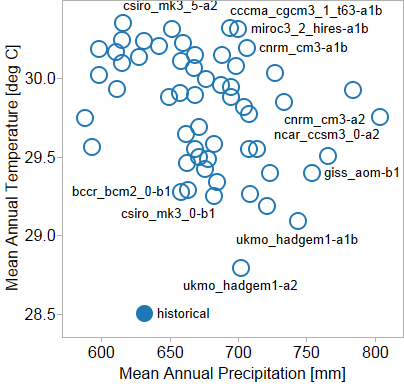 csiro_mk3_5-a2
cccma_cgcm3_1_t63-a1b
miroc3_2_hires-a1b
cnrm_cm3-a1b
30.0
cnrm_cm3-a2
ncar_ccsm3_0-a2
29.5
giss_aom-b1
bccr_bcm2_0-b1
csiro_mk3_0-b1
29.0
ukmo_hadgem1-a1b
ukmo_hadgem1-a2
28.5
historical
600 650 700 750 800
Mean Annual Precipitation [mm]
Mean Annual Temperature [deg C]